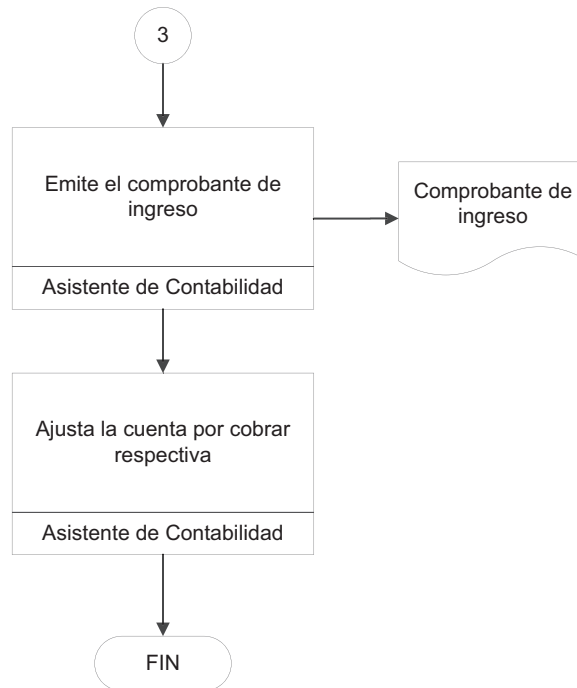 3
Emite el comprobante de
ingreso
Asistente de Contabilidad
Comprobante de
ingreso
Ajusta la cuenta por cobrar
respectiva
Asistente de Contabilidad
FIN